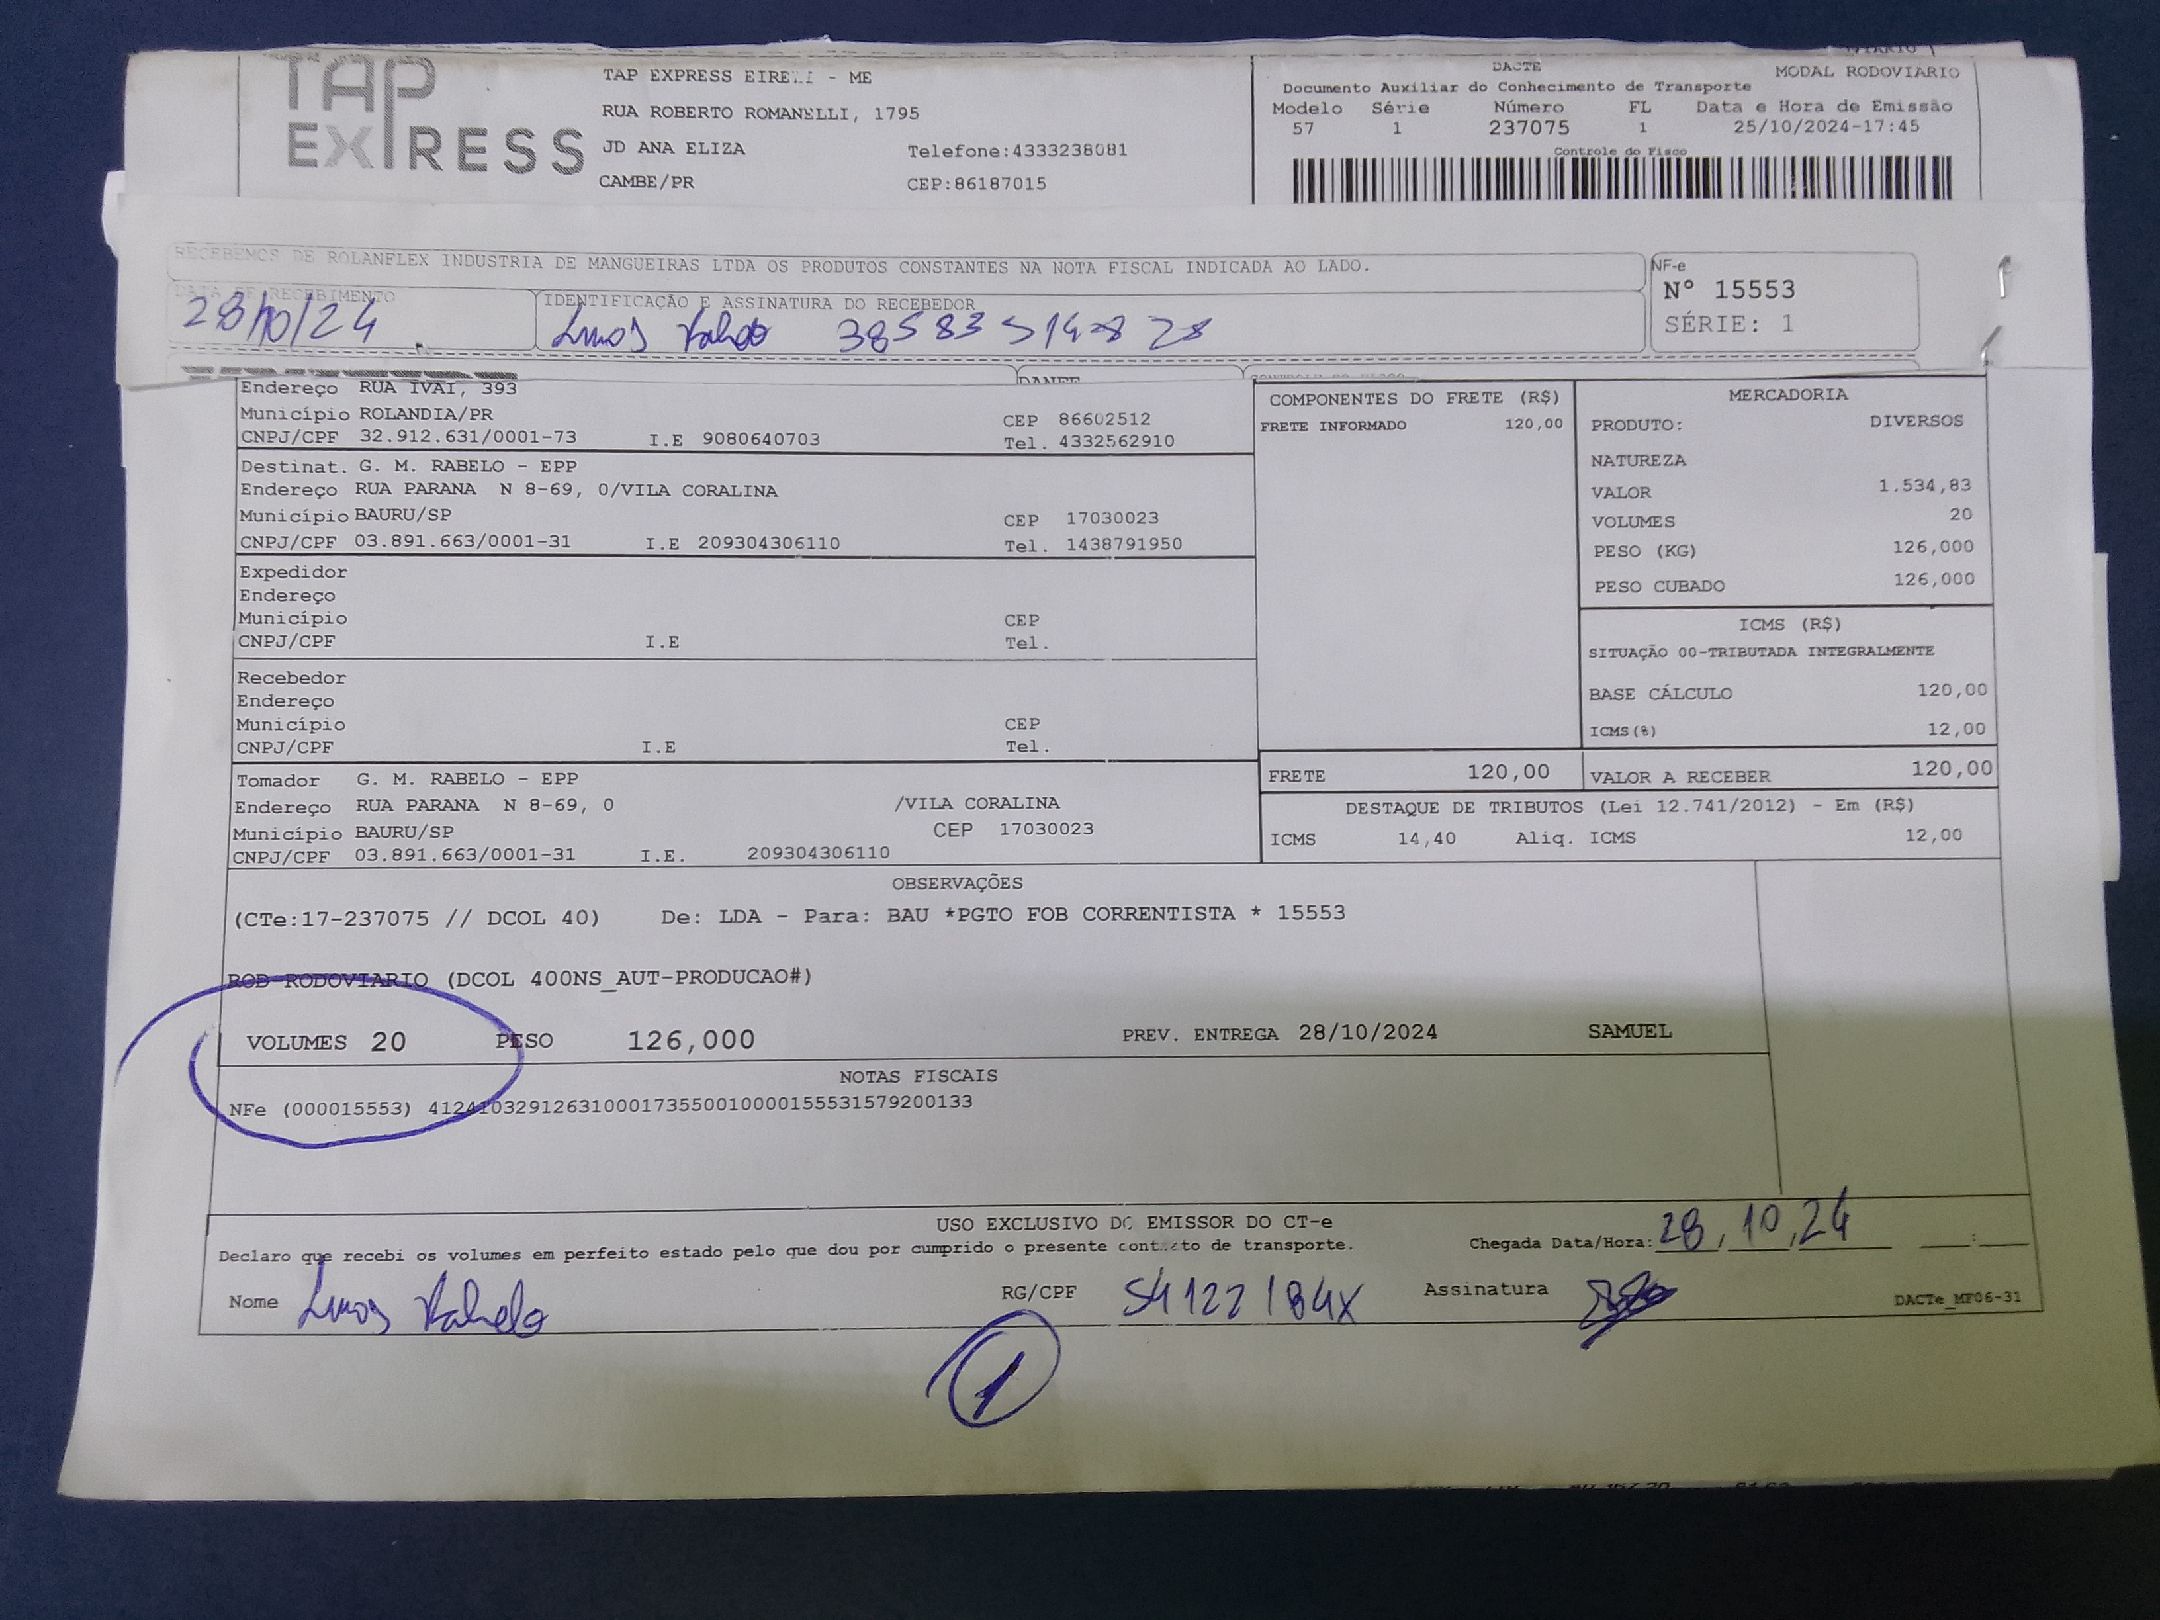 TAP EXPRESS
TAP EXPRESS EIRELI - ME
RUA ROBERTO ROMANELLI, 1795
JD ANA ELIZA Telefone:4333238081
CAMBE/PR CEP:86187015
DACTE MODAL RODOVIARIO
Documento Auxiliar do Conhecimento de Transporte
Modelo Série Número FL Data e Hora de Emissão
57 1 237075 1 25/10/2024-17:45
Controle do Fisco
RECEBEMOS DE ROLANFLEX INDUSTRIA DE MANGUEIRAS LTDA OS PRODUTOS CONSTANTES NA NOTA FISCAL INDICADA AO LADO.
DATA DE RECEBIMENTO IDENTIFICAÇÃO E ASSINATURA DO RECEBEDOR
28/10/24
NF-e
Nº 15553
SÉRIE: 1
DANFE
Endereço RUA IVAI, 393
Município ROLANDIA/PR CEP 86602512
CNPJ/CPF 32.912.631/0001-73 I.E 9080640703 Tel. 4332562910
Destinat. G. M. RABELO - EPP
Endereço RUA PARANA N 8-69, 0/VILA CORALINA
Município BAURU/SP CEP 17030023
CNPJ/CPF 03.891.663/0001-31 I.E 209304306110 Tel. 1438791950
Expedidor
Endereço
Município CEP
CNPJ/CPF I.E Tel.
Recebedor
Endereço
Município CEP
CNPJ/CPF I.E Tel.
Tomador G. M. RABELO - EPP
Endereço RUA PARANA N 8-69, 0 /VILA CORALINA
Município BAURU/SP CEP 17030023
CNPJ/CPF 03.891.663/0001-31 I.E. 209304306110
COMPONENTES DO FRETE (R$)
FRETE INFORMADO 120,00
MERCADORIA
PRODUTO: DIVERSOS
NATUREZA
VALOR 1.534,83
VOLUMES 20
PESO (KG) 126,000
PESO CUBADO 126,000
ICMS (R$)
SITUAÇÃO 00-TRIBUTADA INTEGRALMENTE
BASE CÁLCULO 120,00
ICMS(%) 12,00
FRETE 120,00 VALOR A RECEBER 120,00
DESTAQUE DE TRIBUTOS (Lei 12.741/2012) - Em (R$)
ICMS 14,40 Aliq. ICMS 12,00
OBSERVAÇÕES
(CTe:17-237075 // DCOL 40) De: LDA - Para: BAU *PGTO FOB CORRENTISTA * 15553
ROD RODOVIARIO (DCOL 400NS_AUT-PRODUCAO#)
VOLUMES 20 PESO 126,000 PREV. ENTREGA 28/10/2024 SAMUEL
NOTAS FISCAIS
NFe (000015553) 41241032912631000173550010000155531579200133
USO EXCLUSIVO DO EMISSOR DO CT-e
Declaro que recebi os volumes em perfeito estado pelo que dou por cumprido o presente contrato de transporte.
Chegada Data/Hora: 28,10,24 :
Nome RG/CPF 54122184X Assinatura
DACTe_MF06-31
1